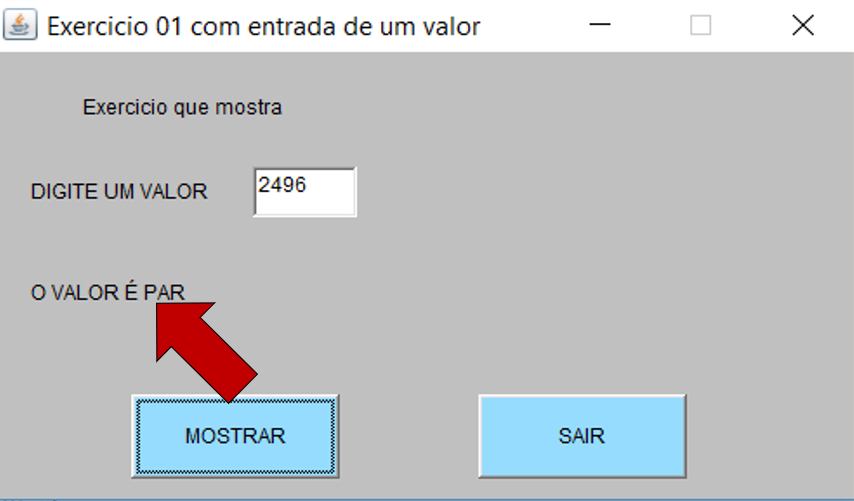 Exercicio 01 com entrada de um valor
Exercicio que mostra
DIGITE UM VALOR 2496
O VALOR É PAR
MOSTRAR SAIR